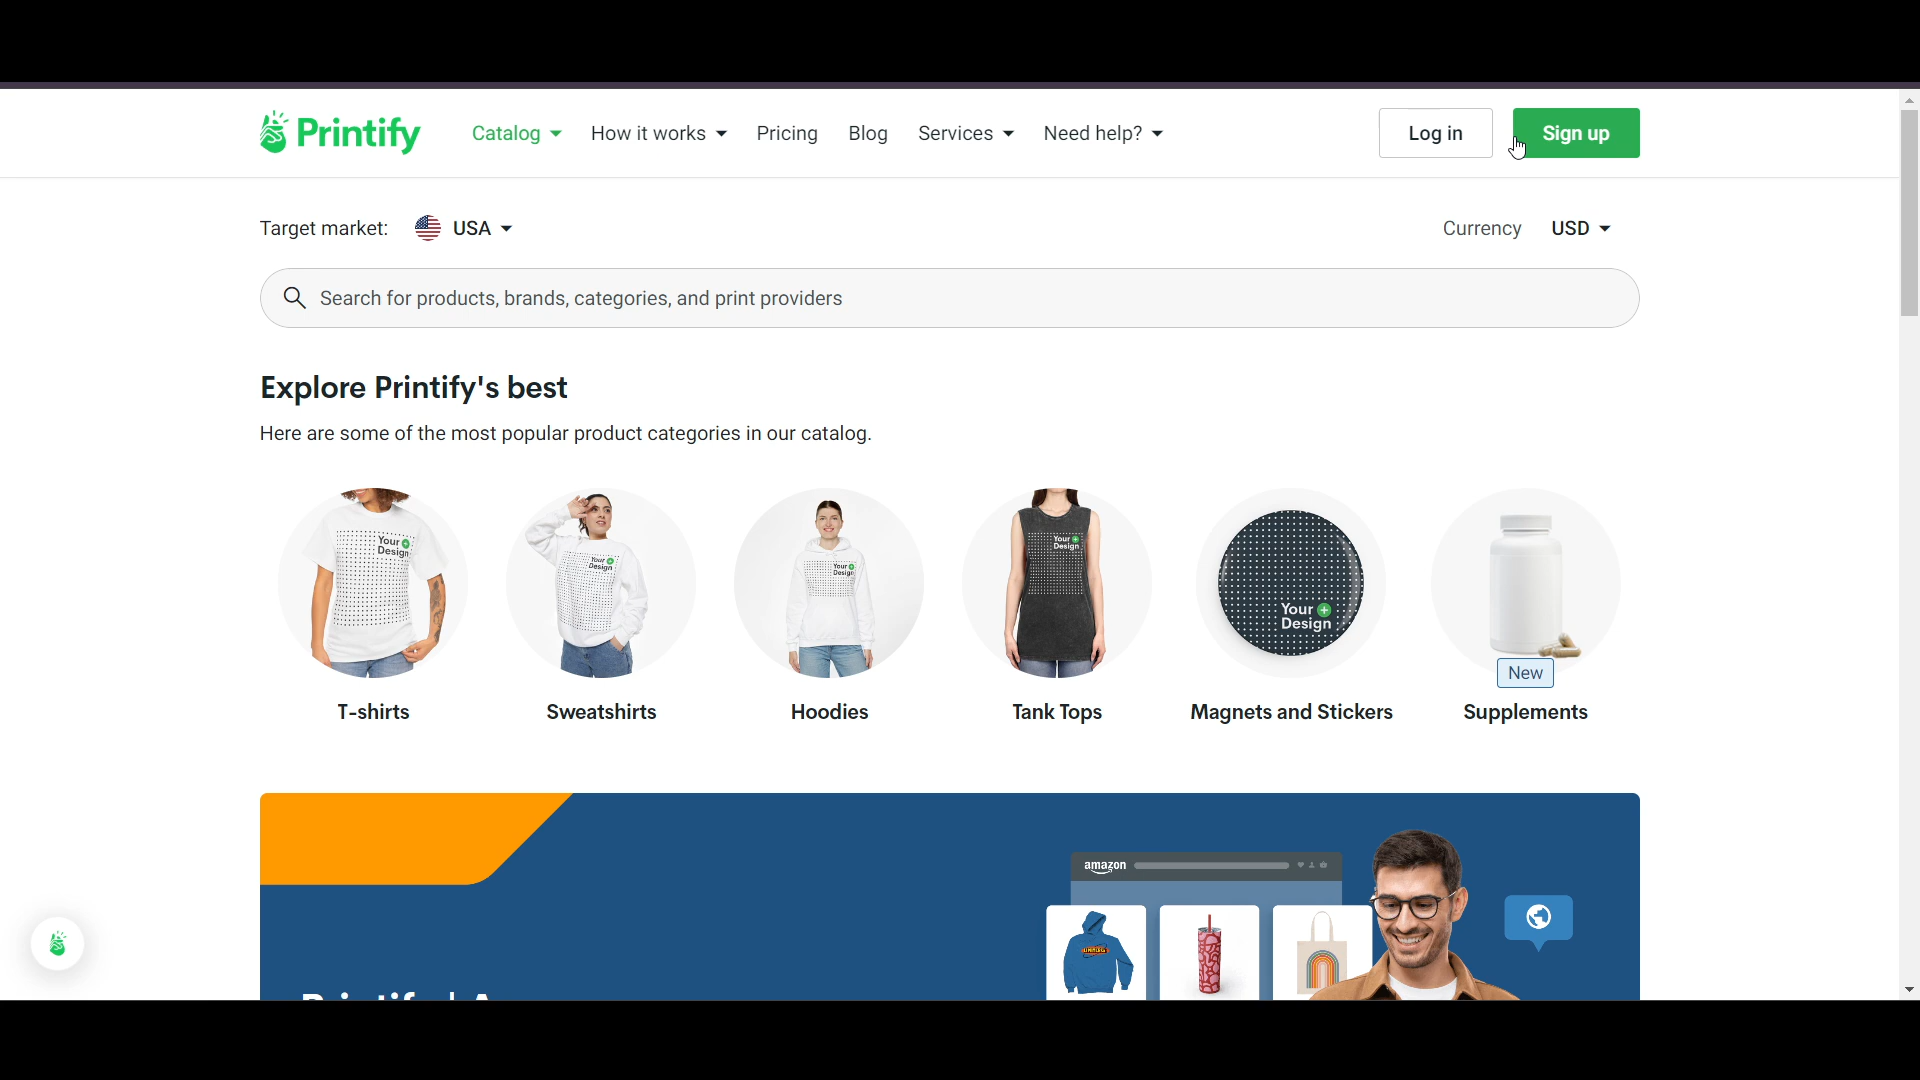 Printify Catalog How it works Pricing Blog Services Need help? Log in Sign up
Target market: USA Currency USD
Search for products, brands, categories, and print providers
Explore Printify's best
Here are some of the most popular product categories in our catalog.
Your Design
Your Design
Your Design
Your Design
Your Design
New
T-shirts Sweatshirts Hoodies Tank Tops Magnets and Stickers Supplements
amazon